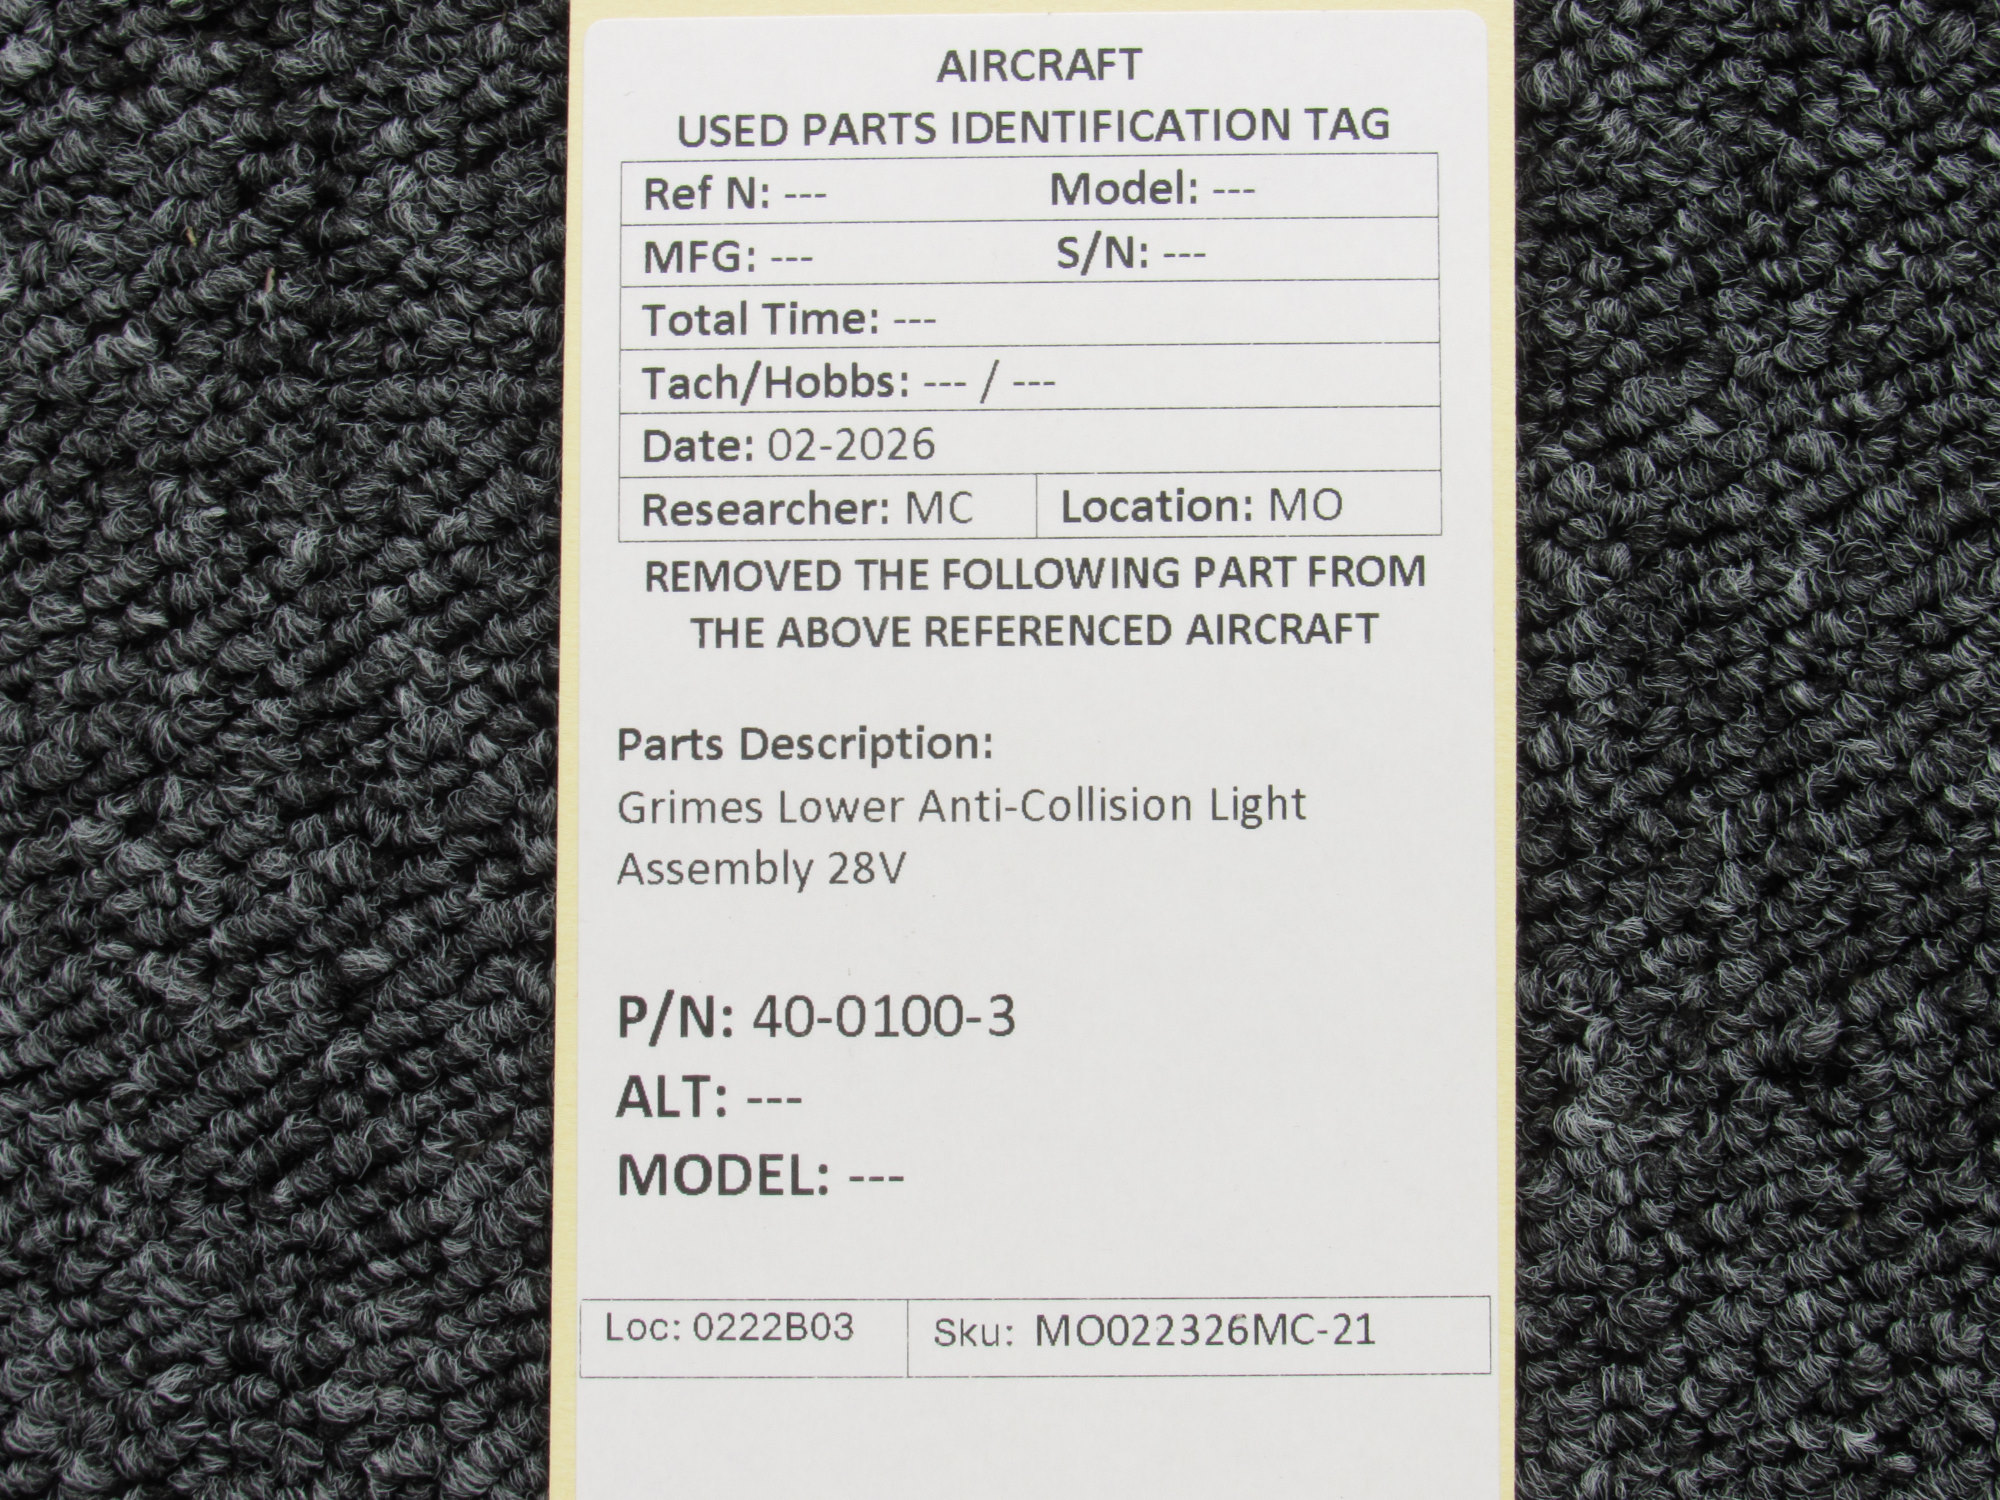 AIRCRAFT
USED PARTS IDENTIFICATION TAG
Ref N: --- Model: ---
MFG: --- S/N: ---
Total Time: ---
Tach/Hobbs: --- / ---
Date: 02-2026
Researcher: MC Location: MO
REMOVED THE FOLLOWING PART FROM
THE ABOVE REFERENCED AIRCRAFT
Parts Description:
Grimes Lower Anti-Collision Light
Assembly 28V
P/N: 40-0100-3
ALT: ---
MODEL: ---
Loc: 0222B03 Sku: MO022326MC-21